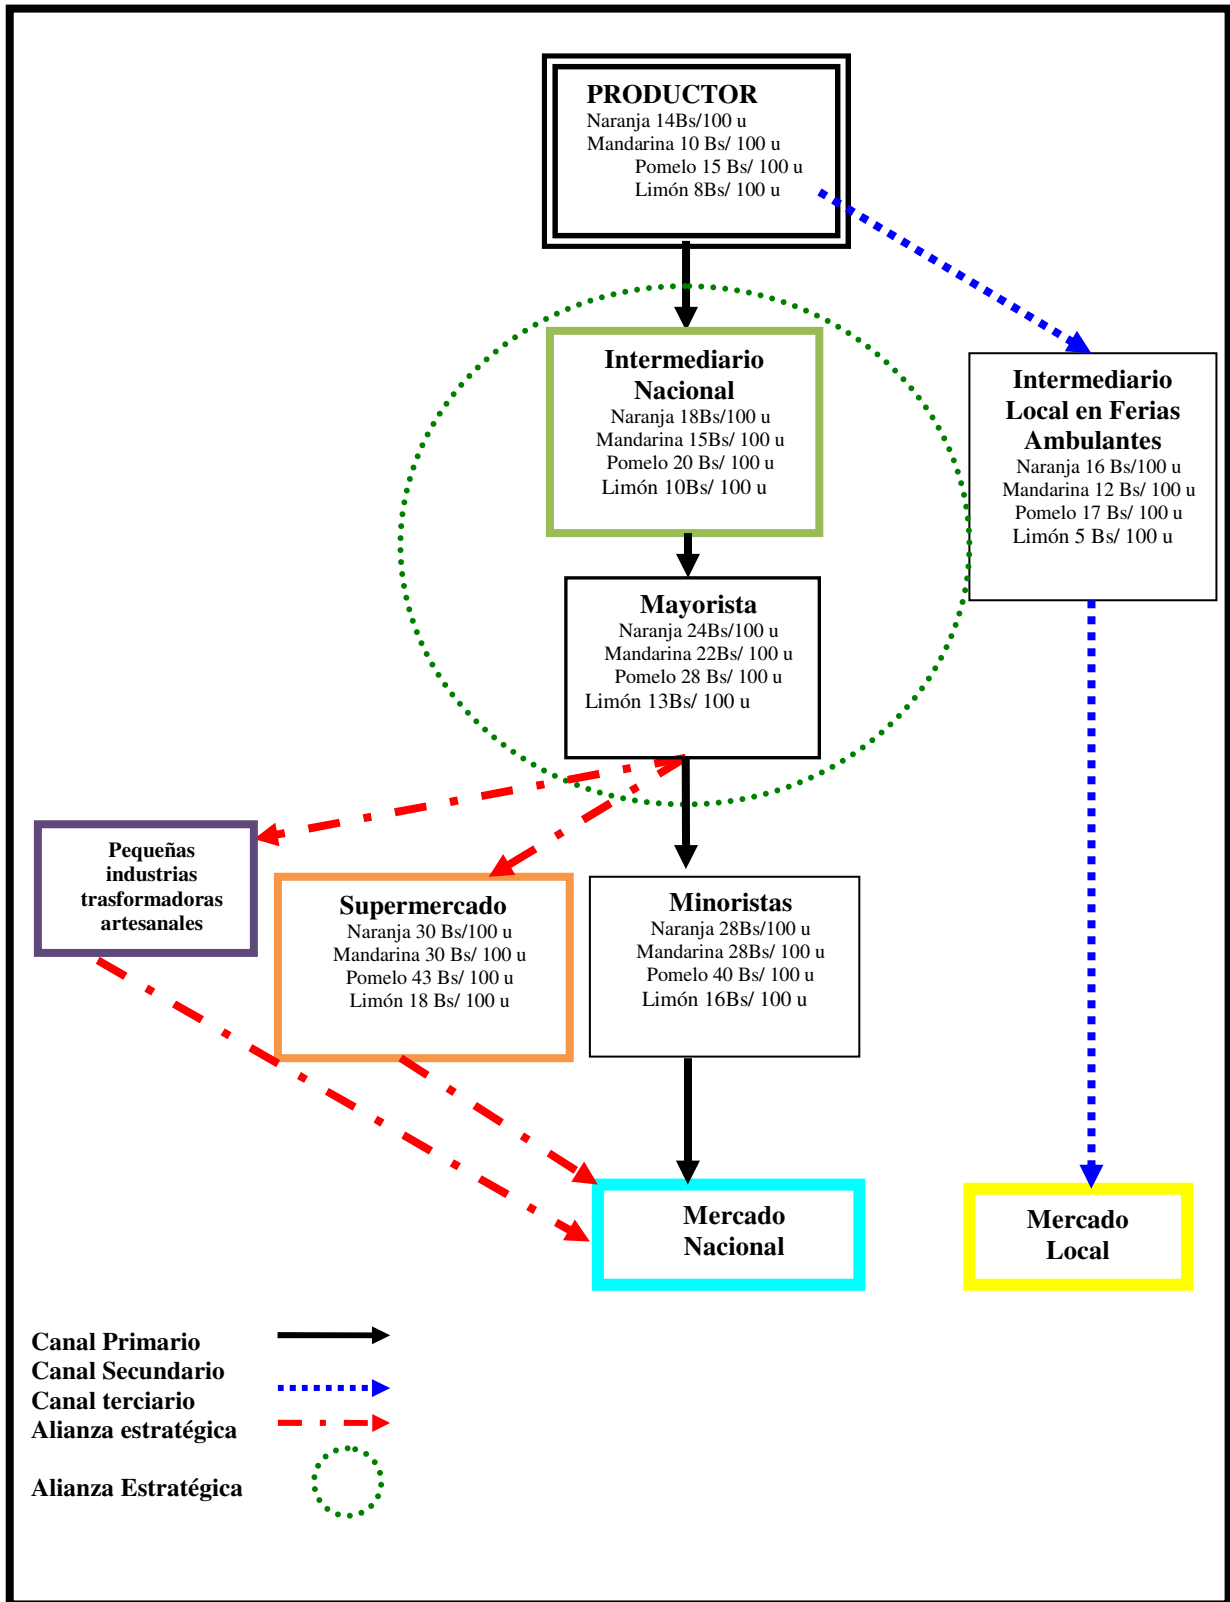 PRODUCTOR
Naranja 14Bs/100 u
Mandarina 10 Bs/ 100 u
Pomelo 15 Bs/ 100 u
Limón 8Bs/ 100 u
Intermediario
Nacional
Naranja 18Bs/100 u
Mandarina 15Bs/ 100 u
Pomelo 20 Bs/ 100 u
Limón 10Bs/ 100 u
Intermediario
Local en Ferias
Ambulantes
Naranja 16 Bs/100 u
Mandarina 12 Bs/ 100 u
Pomelo 17 Bs/ 100 u
Limón 5 Bs/ 100 u
Mayorista
Naranja 24Bs/100 u
Mandarina 22Bs/ 100 u
Pomelo 28 Bs/ 100 u
Limón 13Bs/ 100 u
Pequeñas
industrias
trasformadoras
artesanales
Supermercado
Naranja 30 Bs/100 u
Mandarina 30 Bs/ 100 u
Pomelo 43 Bs/ 100 u
Limón 18 Bs/ 100 u
Minoristas
Naranja 28Bs/100 u
Mandarina 28Bs/ 100 u
Pomelo 40 Bs/ 100 u
Limón 16Bs/ 100 u
Mercado
Nacional
Mercado
Local
Canal Primario
Canal Secundario
Canal terciario
Alianza estratégica
Alianza Estratégica